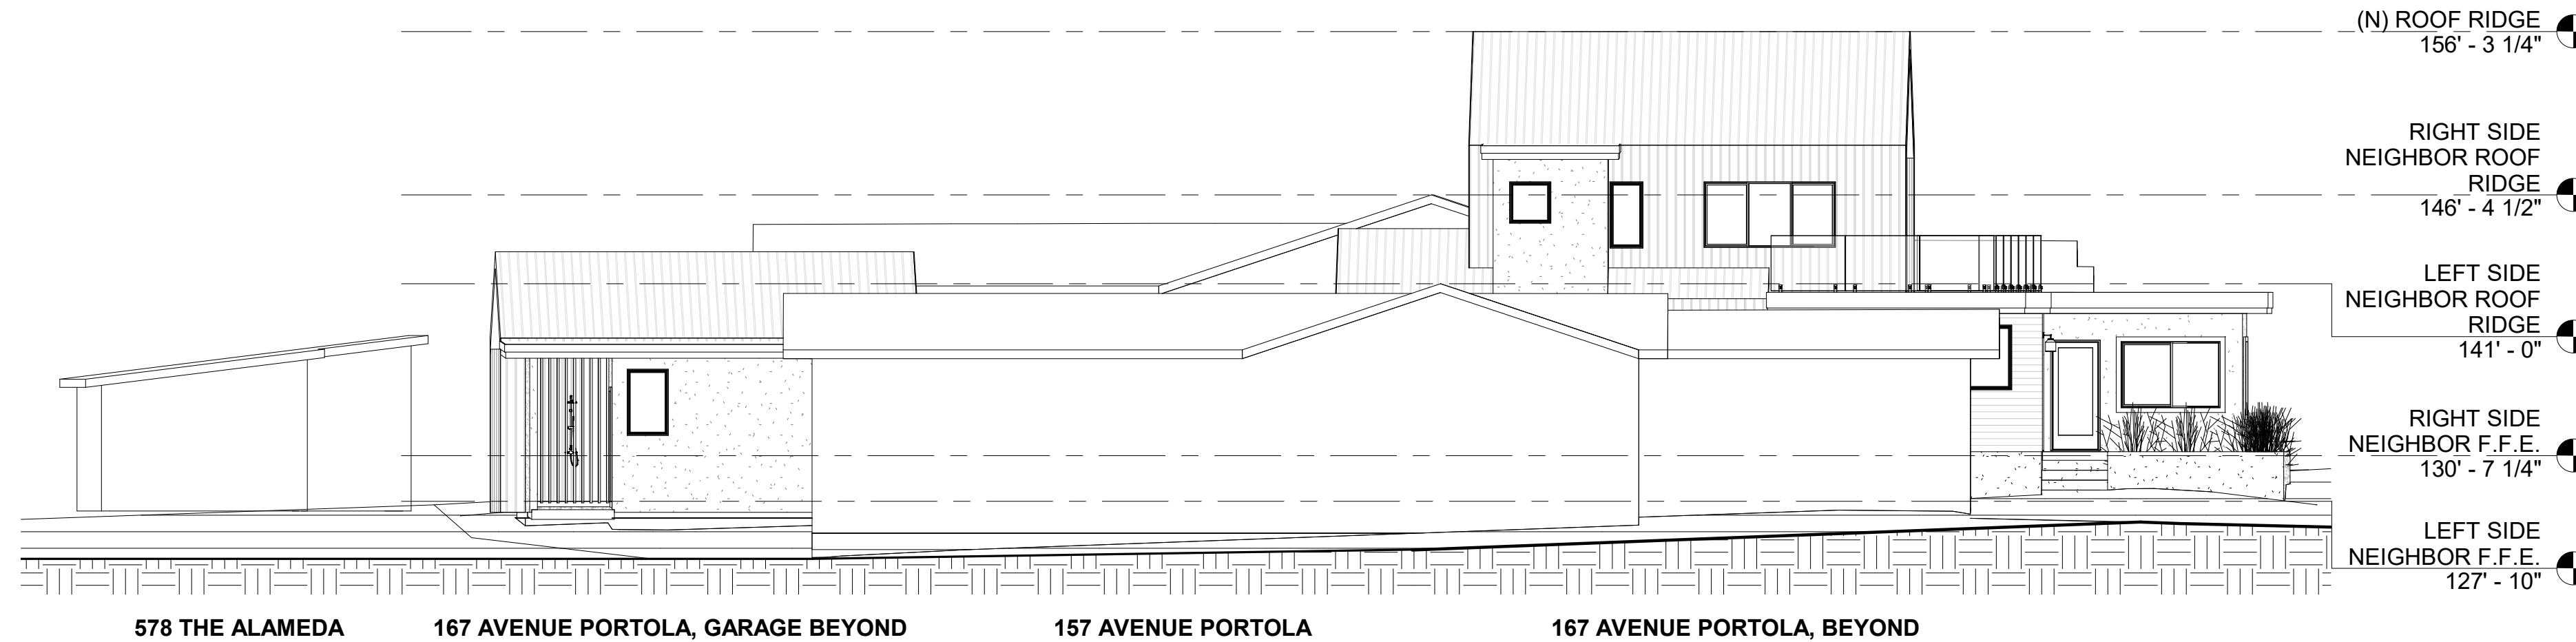 (N) ROOF RIDGE
156' - 3 1/4"
RIGHT SIDE
NEIGHBOR ROOF
RIDGE
146' - 4 1/2"
LEFT SIDE
NEIGHBOR ROOF
RIDGE
141' - 0"
RIGHT SIDE
NEIGHBOR F.F.E.
130' - 7 1/4"
LEFT SIDE
NEIGHBOR F.F.E.
127' - 10"
578 THE ALAMEDA
167 AVENUE PORTOLA, GARAGE BEYOND
157 AVENUE PORTOLA
167 AVENUE PORTOLA, BEYOND